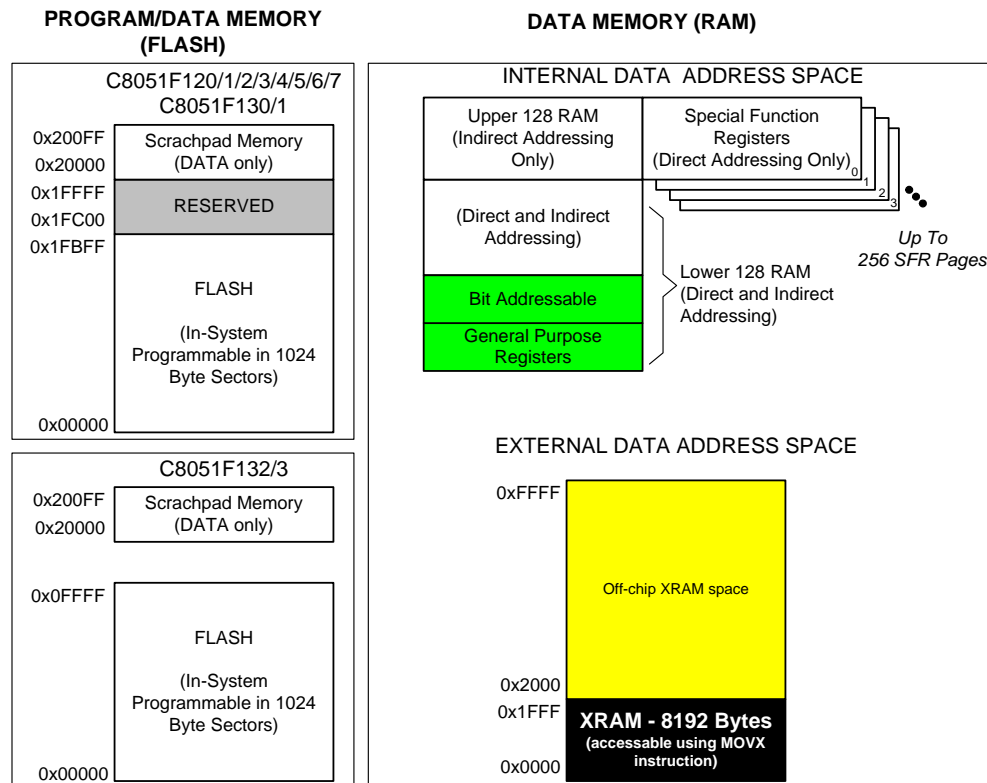 PROGRAM/DATA MEMORY
(FLASH)
C8051F120/1/2/3/4/5/6/7
C8051F130/1
0x200FF
0x20000
Scrachpad Memory
(DATA only)
0x1FFFF
0x1FC00
RESERVED
0x1FBFF
FLASH
(In-System
Programmable in 1024
Byte Sectors)
0x00000
C8051F132/3
0x200FF
0x20000
Scrachpad Memory
(DATA only)
0x0FFFF
FLASH
(In-System
Programmable in 1024
Byte Sectors)
0x00000
DATA MEMORY (RAM)
INTERNAL DATA ADDRESS SPACE
Upper 128 RAM
(Indirect Addressing
Only)
Special Function
Registers
(Direct Addressing Only)
0
1
2
3
Up To
256 SFR Pages
(Direct and Indirect
Addressing)
Bit Addressable
General Purpose
Registers
Lower 128 RAM
(Direct and Indirect
Addressing)
EXTERNAL DATA ADDRESS SPACE
0xFFFF
Off-chip XRAM space
0x2000
0x1FFF
XRAM - 8192 Bytes
(accessable using MOVX
instruction)
0x0000